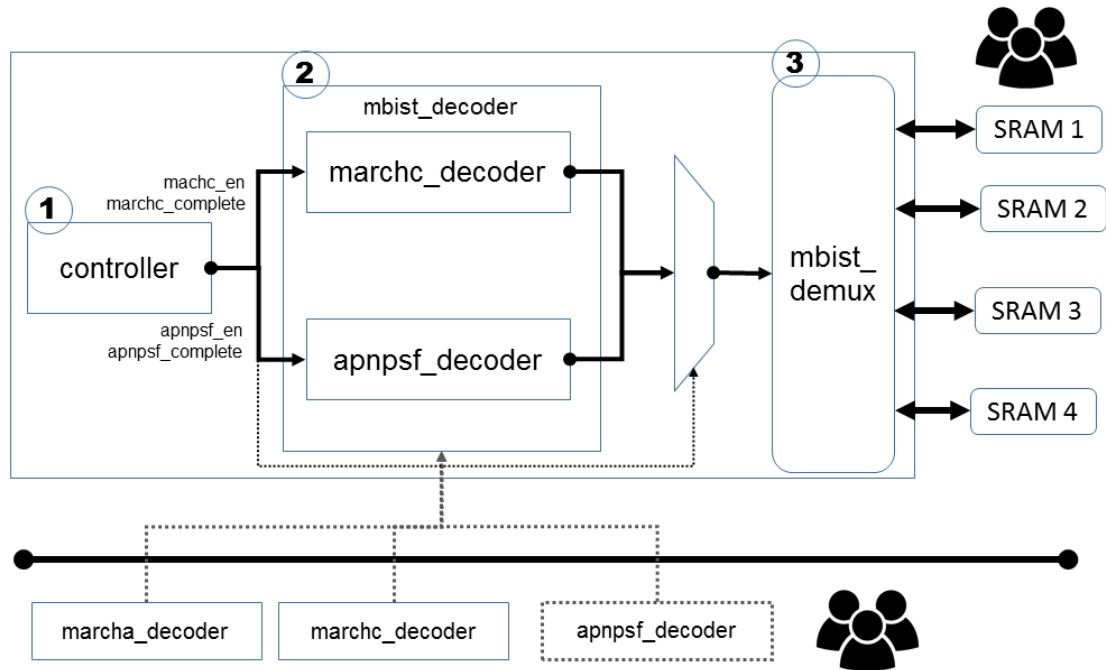 2
3
mbist_decoder
SRAM 1
machc_en
marchc_complete
marchc_decoder
1
SRAM 2
controller
mbist_
demux
SRAM 3
apnpsf_en
apnpsf_complete
apnpsf_decoder
SRAM 4
marcha_decoder
marchc_decoder
apnpsf_decoder